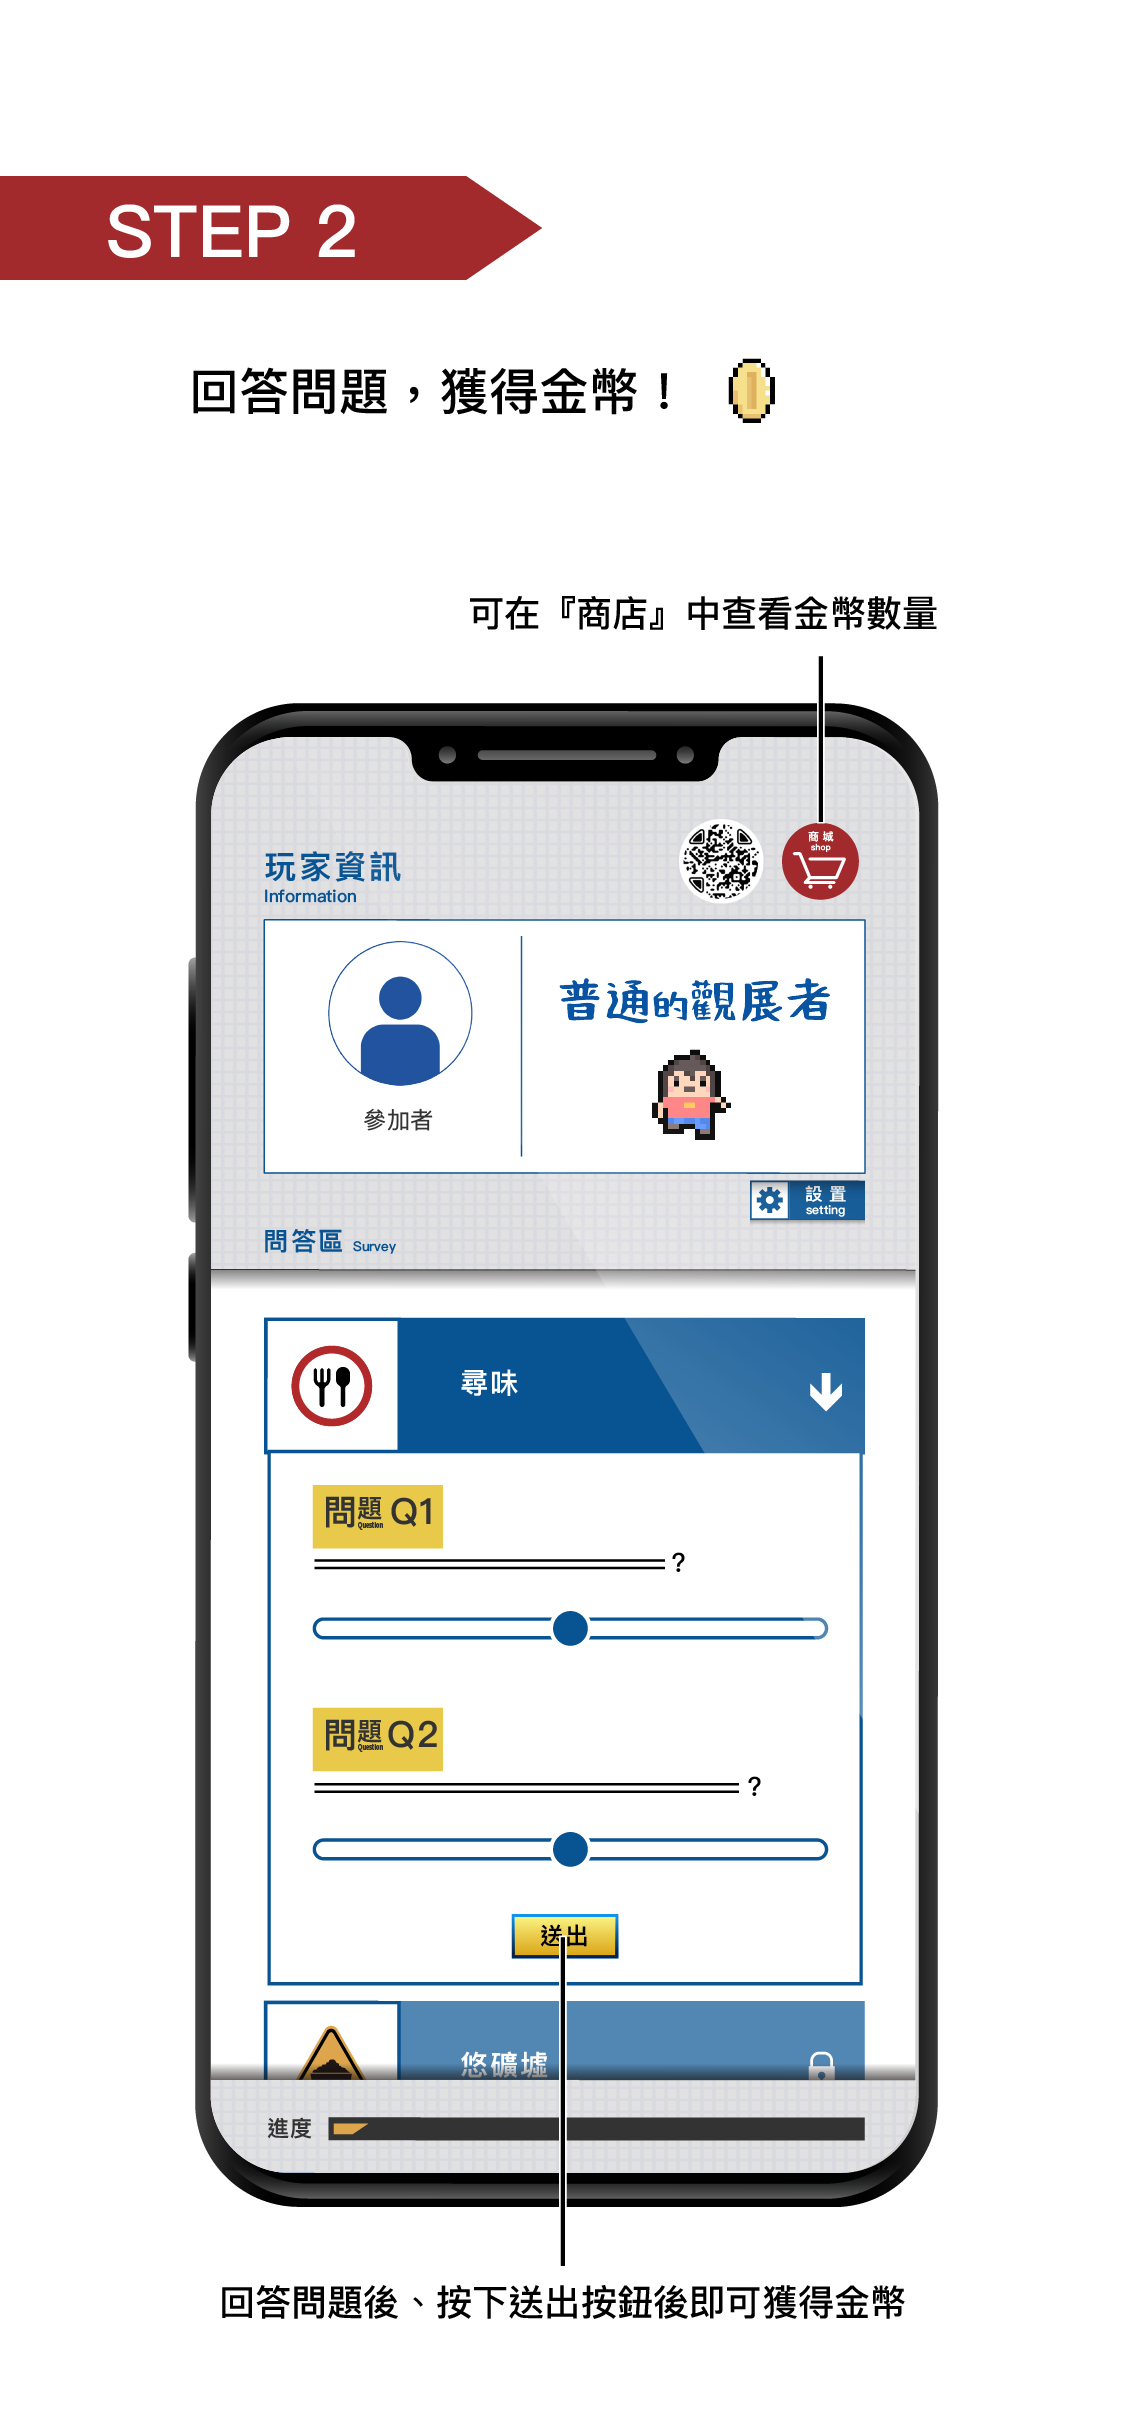 STEP 2
回答問題，獲得金幣！
可在『商店』中查看金幣數量
商城
shop
玩家資訊
Information
普通的觀展者
參加者
設置
setting
問答區 Survey
尋味
問題 Q1
Question
?
問題 Q2
Question
?
送出
悠礦墟
進度
回答問題後、按下送出按鈕後即可獲得金幣